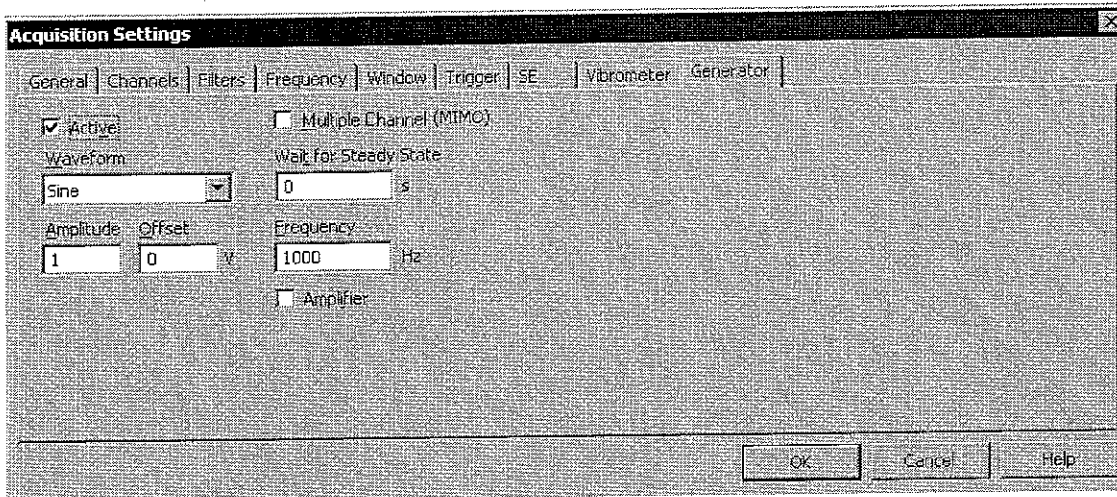 Acquisition Settings
General Channels Filters Frequency Window Trigger SE Vibrometer Generator
Active
Multiple Channel (MIMO)
Waveform
Wait for Steady State
Sine
0 s
Amplitude Offset
Frequency
1 0 V
1000 Hz
Amplifier
OK Cancel Help